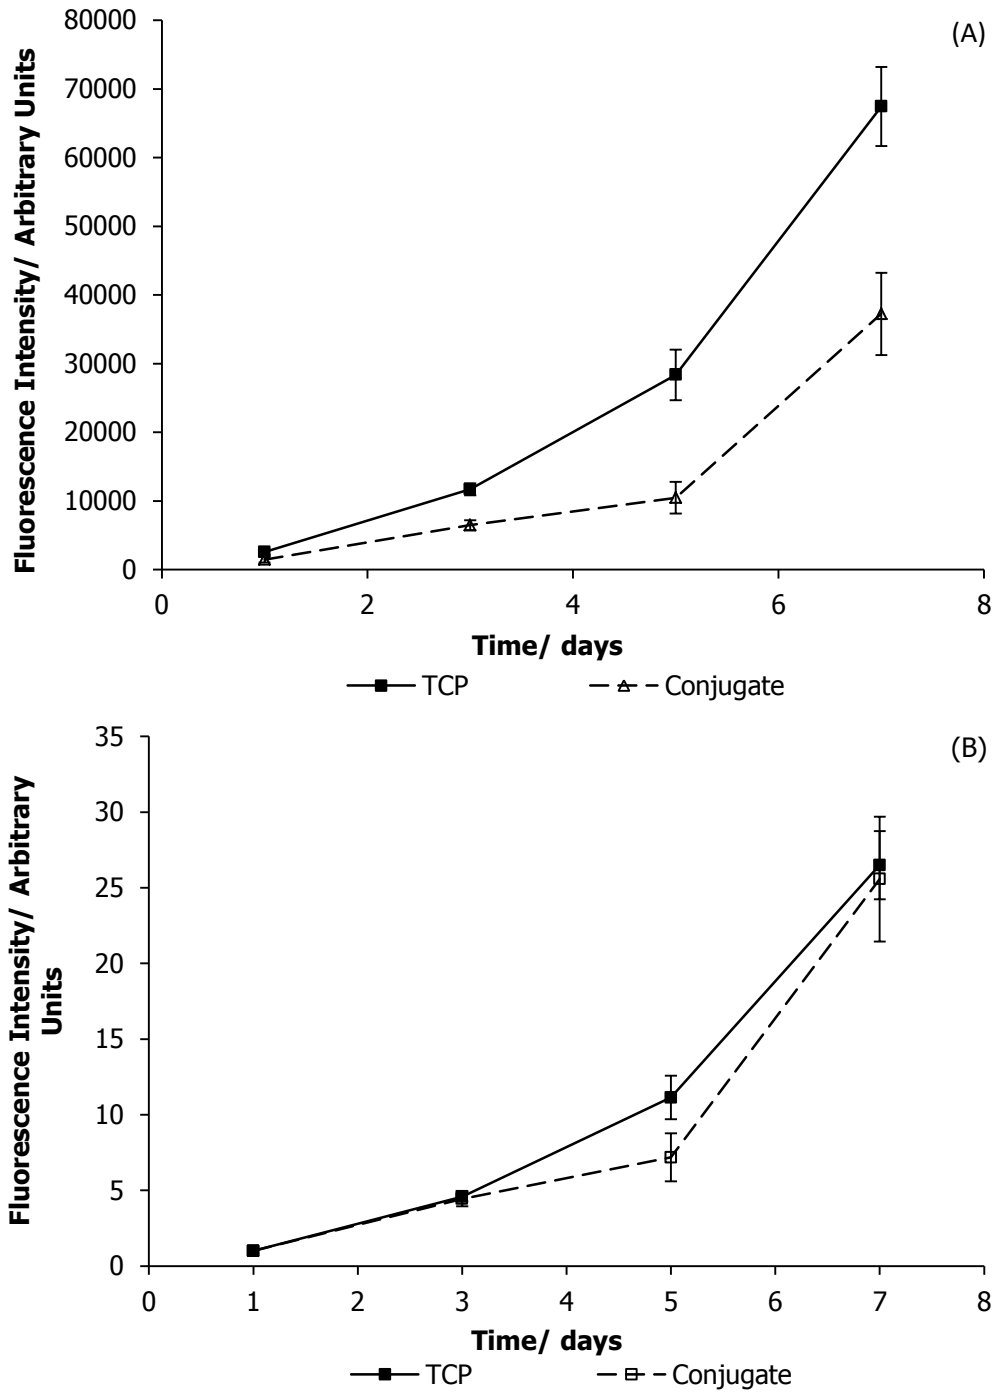 (A)
Fluorescence Intensity/ Arbitrary Units
80000
70000
60000
50000
40000
30000
20000
10000
0
0 2 4 6 8
Time/ days
TCP Conjugate
(B)
Fluorescence Intensity/ Arbitrary
Units
35
30
25
20
15
10
5
0
0 1 2 3 4 5 6 7 8
Time/ days
TCP Conjugate